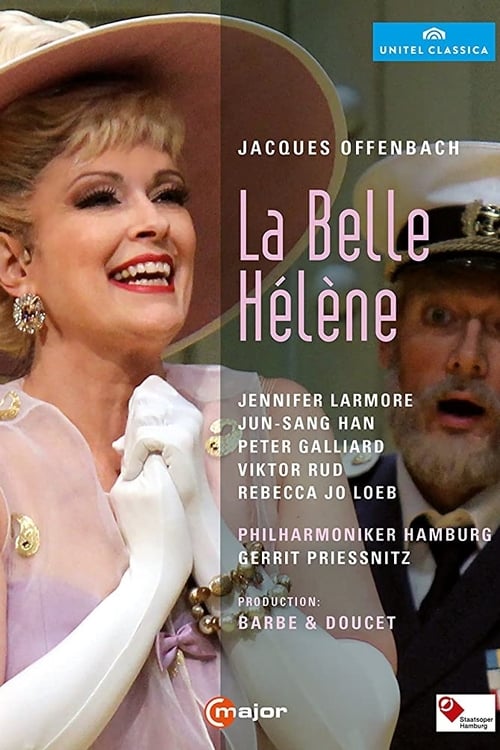 UNITEL CLASSICA
JACQUES OFFENBACH
La Belle
Hélène
JENNIFER LARMORE
JUN-SANG HAN
PETER GALLIARD
VIKTOR RUD
REBECCA JO LOEB
PHILHARMONIKER HAMBURG
GERRIT PRIESSNITZ
PRODUCTION:
BARBE & DOUCET
C major
Staatsoper
Hamburg